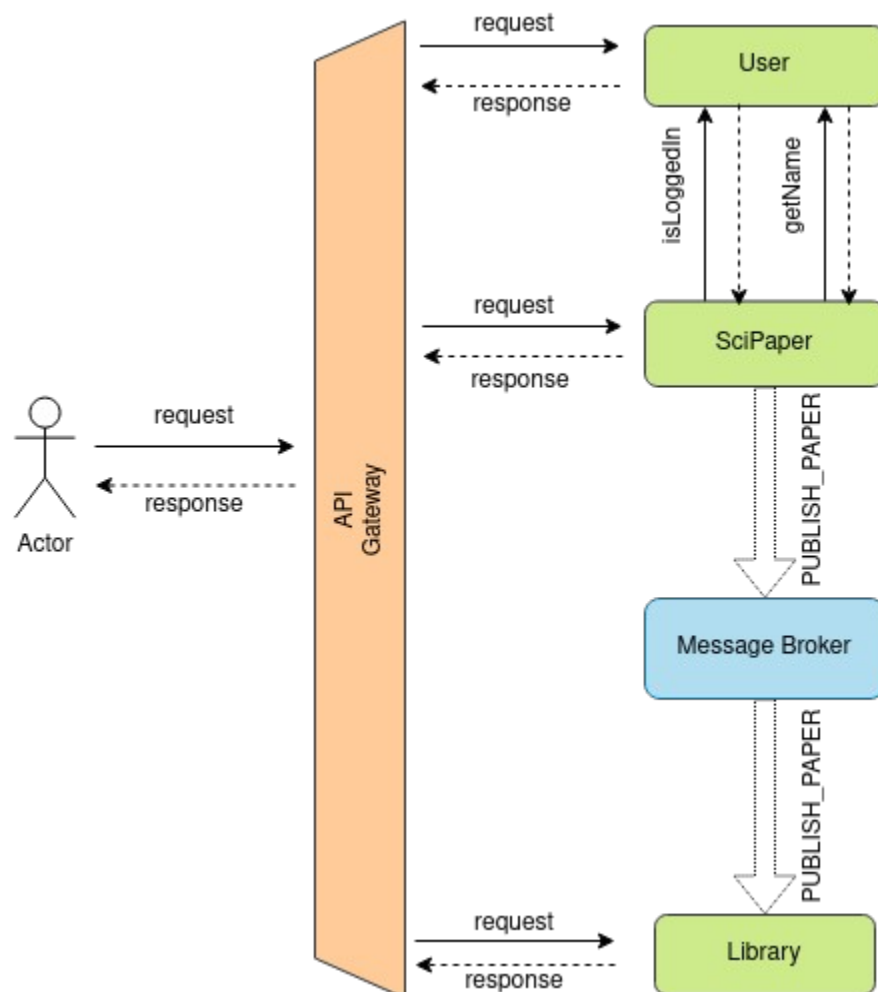 request
User
response
isLoggedIn
getName
request
SciPaper
response
request
response
Actor
API
Gateway
PUBLISH_PAPER
Message Broker
PUBLISH_PAPER
request
Library
response